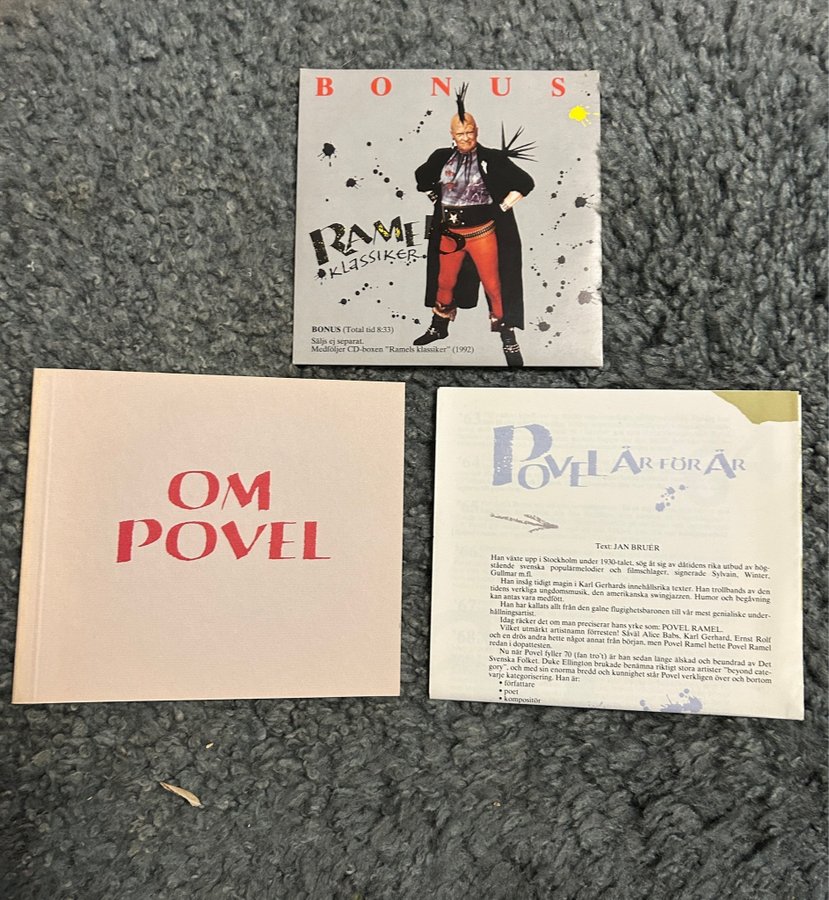 BONUS
RAMELS
KLASSIKER
BONUS (Total tid 8:33)
Säljs ej separat.
Medföljer CD-boxen "Ramels klassiker" (1992)
OM
POVEL
POVEL ÄR FÖR ÄR
Text: JAN BRUÉR
Han växte upp i Stockholm under 1930-talet, sög åt sig av dåtidens rika utbud av hög-
stående svenska populärmelodier och filmschlager, signerade Sylvain, Winter,
Gullmar m.fl.
Han insåg tidigt magin i Karl Gerhards innehållsrika texter. Han trollbands av den
tidens verkliga ungdomsmusik, den amerikanska swingjazzen. Humor och begåvning
kan antas vara medfött.
Han har kallats allt från den galne flughetsbaronen till vår mest genialiske under-
hållningsartist.
Idag räcker det om man preciserar hans yrke som: POVEL RAMEL.
Vilket utmärkt artistnamn förresten! Såväl Alice Babs, Karl Gerhard, Ernst Rolf
och en drös andra hette något annat från början, men Povel Ramel hette Povel Ramel
redan i dopattesten.
Nu när Povel fyller 70 (fan tro't) är han sedan länge älskad och beundrad av Det
Svenska Folket. Duke Ellington brukade benämna riktigt stora artister "beyond cate-
gory", och med sin enorma bredd och kunnighet står Povel verkligen över och bortom
varje kategorisering. Han är:
• författare
• poet
• kompositör